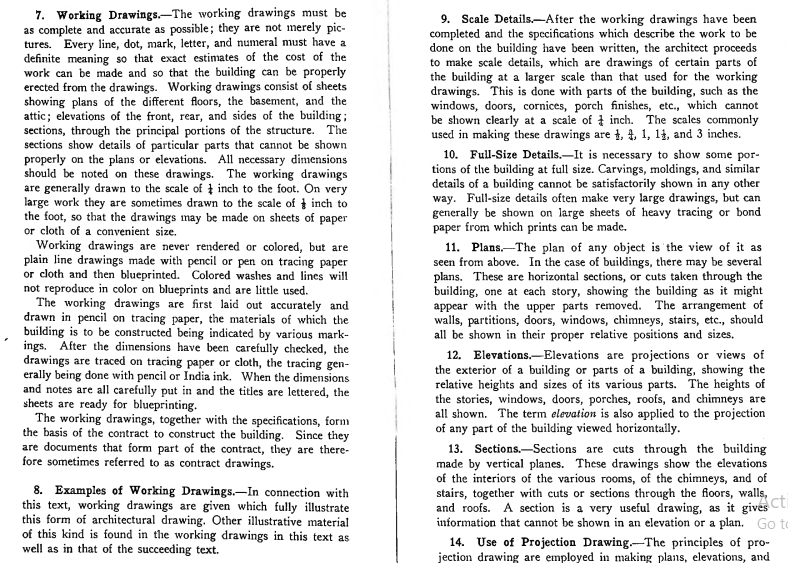 7. Working Drawings.—The working drawings must be
as complete and accurate as possible; they are not merely pic-
tures. Every line, dot, mark, letter, and numeral must have a
definite meaning so that exact estimates of the cost of the
work can be made and so that the building can be properly
erected from the drawings. Working drawings consist of sheets
showing plans of the different floors, the basement, and the
attic; elevations of the front, rear, and sides of the building;
sections, through the principal portions of the structure. The
sections show details of particular parts that cannot be shown
properly on the plans or elevations. All necessary dimensions
should be noted on these drawings. The working drawings
are generally drawn to the scale of ¼ inch to the foot. On very
large work they are sometimes drawn to the scale of ⅛ inch to
the foot, so that the drawings may be made on sheets of paper
or cloth of a convenient size.
Working drawings are never rendered or colored, but are
plain line drawings made with pencil or pen on tracing paper
or cloth and then blueprinted. Colored washes and lines will
not reproduce in color on blueprints and are little used.
The working drawings are first laid out accurately and
drawn in pencil on tracing paper, the materials of which the
building is to be constructed being indicated by various mark-
ings. After the dimensions have been carefully checked, the
drawings are traced on tracing paper or cloth, the tracing gen-
erally being done with pencil or India ink. When the dimensions
and notes are all carefully put in and the titles are lettered, the
sheets are ready for blueprinting.
The working drawings, together with the specifications, form
the basis of the contract to construct the building. Since they
are documents that form part of the contract, they are there-
fore sometimes referred to as contract drawings.
8. Examples of Working Drawings.—In connection with
this text, working drawings are given which fully illustrate
this form of architectural drawing. Other illustrative material
of this kind is found in the working drawings in this text as
well as in that of the succeeding text.
9. Scale Details.—After the working drawings have been
completed and the specifications which describe the work to be
done on the building have been written, the architect proceeds
to make scale details, which are drawings of certain parts of
the building at a larger scale than that used for the working
drawings. This is done with parts of the building, such as the
windows, doors, cornices, porch finishes, etc., which cannot
be shown clearly at a scale of ¼ inch. The scales commonly
used in making these drawings are ½, ¾, 1, 1½, and 3 inches.
10. Full-Size Details.—It is necessary to show some por-
tions of the building at full size. Carvings, moldings, and similar
details of a building cannot be satisfactorily shown in any other
way. Full-size details often make very large drawings, but can
generally be shown on large sheets of heavy tracing or bond
paper from which prints can be made.
11. Plans.—The plan of any object is the view of it as
seen from above. In the case of buildings, there may be several
plans. These are horizontal sections, or cuts taken through the
building, one at each story, showing the building as it might
appear with the upper parts removed. The arrangement of
walls, partitions, doors, windows, chimneys, stairs, etc., should
all be shown in their proper relative positions and sizes.
12. Elevations.—Elevations are projections or views of
the exterior of a building or parts of a building, showing the
relative heights and sizes of its various parts. The heights of
the stories, windows, doors, porches, roofs, and chimneys are
all shown. The term elevation is also applied to the projection
of any part of the building viewed horizontally.
13. Sections.—Sections are cuts through the building
made by vertical planes. These drawings show the elevations
of the interiors of the various rooms, of the chimneys, and of
stairs, together with cuts or sections through the floors, walls,
and roofs. A section is a very useful drawing, as it gives
information that cannot be shown in an elevation or a plan.
14. Use of Projection Drawing.—The principles of pro-
jection drawing are employed in making plans, elevations, and
Acti
Go to